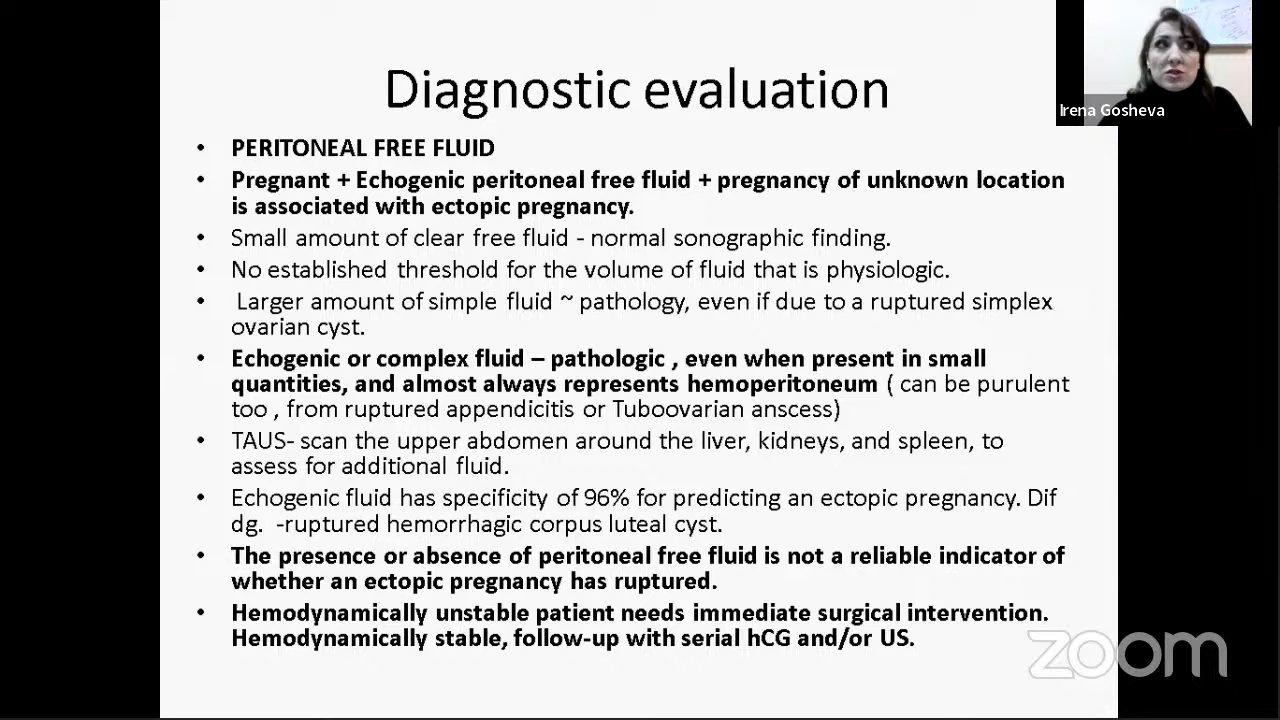 Diagnostic evaluation
Irena Gosheva
• PERITONEAL FREE FLUID
• Pregnant + Echogenic peritoneal free fluid + pregnancy of unknown location
is associated with ectopic pregnancy.
• Small amount of clear free fluid - normal sonographic finding.
• No established threshold for the volume of fluid that is physiologic.
• Larger amount of simple fluid ~ pathology, even if due to a ruptured simplex
ovarian cyst.
• Echogenic or complex fluid – pathologic , even when present in small
quantities, and almost always represents hemoperitoneum ( can be purulent
too , from ruptured appendicitis or Tuboovarian anscess)
• TAUS- scan the upper abdomen around the liver, kidneys, and spleen, to
assess for additional fluid.
• Echogenic fluid has specificity of 96% for predicting an ectopic pregnancy. Dif
dg. -ruptured hemorrhagic corpus luteal cyst.
• The presence or absence of peritoneal free fluid is not a reliable indicator of
whether an ectopic pregnancy has ruptured.
• Hemodynamically unstable patient needs immediate surgical intervention.
Hemodynamically stable, follow-up with serial hCG and/or US.
zoom